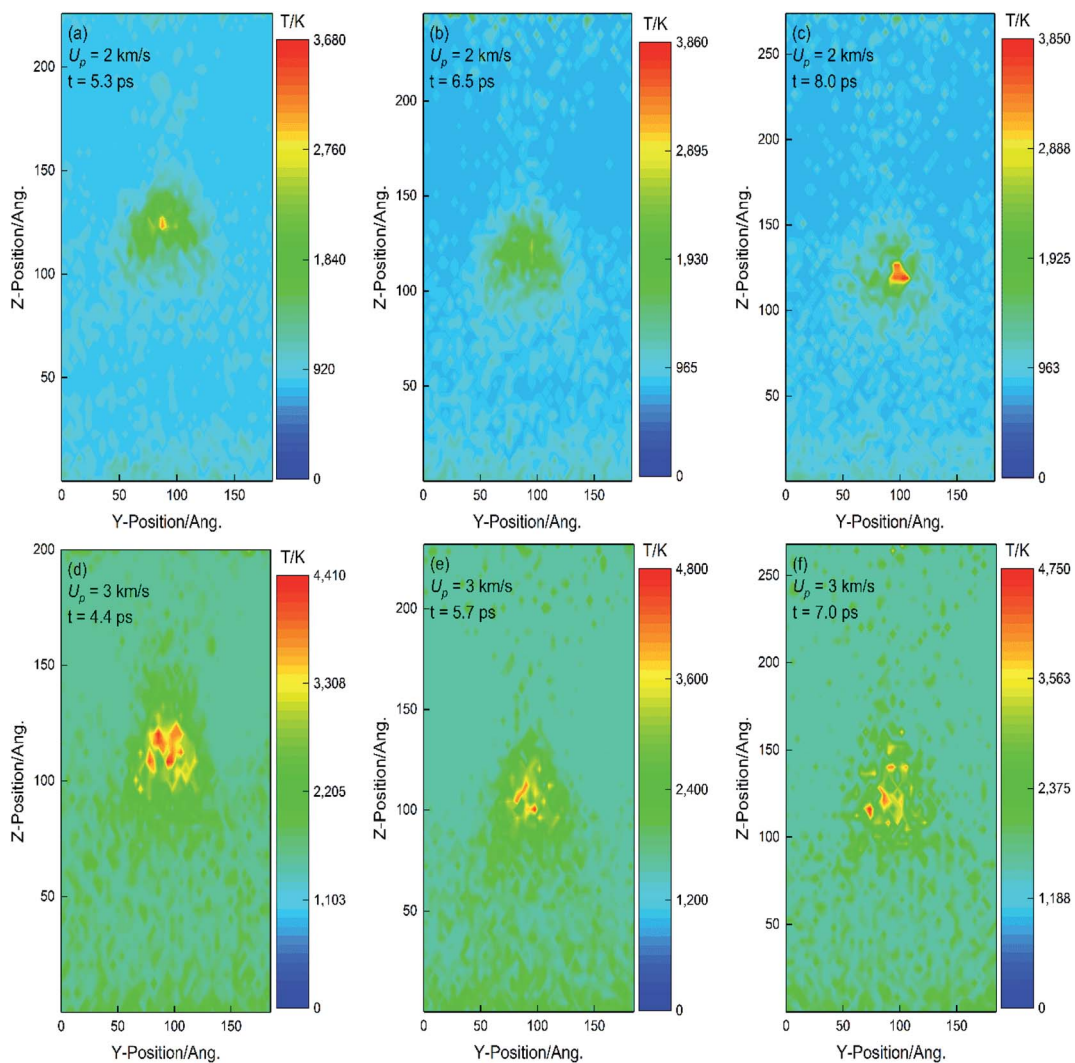 (a)
U_p = 2 km/s
t = 5.3 ps
T/K
3,680
2,760
1,840
920
0
200
150
100
50
Z-Position/Ang.
0 50 100 150
Y-Position/Ang.
(b)
U_p = 2 km/s
t = 6.5 ps
T/K
3,860
2,895
1,930
965
0
200
150
100
50
Z-Position/Ang.
0 50 100 150
Y-Position/Ang.
(c)
U_p = 2 km/s
t = 8.0 ps
T/K
3,850
2,888
1,925
963
0
250
200
150
100
50
Z-Position/Ang.
0 50 100 150
Y-Position/Ang.
(d)
U_p = 3 km/s
t = 4.4 ps
T/K
4,410
3,308
2,205
1,103
0
200
150
100
50
Z-Position/Ang.
0 50 100 150
Y-Position/Ang.
(e)
U_p = 3 km/s
t = 5.7 ps
T/K
4,800
3,600
2,400
1,200
0
200
150
100
50
Z-Position/Ang.
0 50 100 150
Y-Position/Ang.
(f)
U_p = 3 km/s
t = 7.0 ps
T/K
4,750
3,563
2,375
1,188
0
250
200
150
100
50
Z-Position/Ang.
0 50 100 150
Y-Position/Ang.